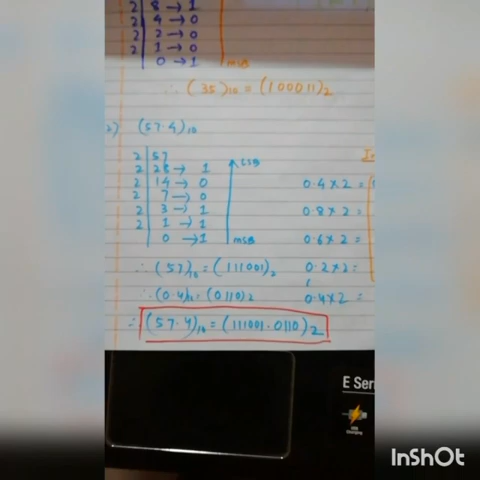 2 8 → 1
2 4 → 0
2 2 → 0
2 1 → 0
0 → 1 MSB
∴ (35)₁₀ = (100011)₂
2) (57.4)₁₀
2 57
2 28 → 1 LSB
2 14 → 0
2 7 → 0
2 3 → 1
2 1 → 1
0 → 1 MSB
0.4 × 2 =
0.8 × 2 =
0.6 × 2 =
0.2 × 2 =
0.4 × 2 =
∴ (57)₁₀ = (111001)₂
∴ (0.4)₁₀ = (0110)₂
∴ (57.4)₁₀ = (111001.0110)₂
E Seri
InShOt